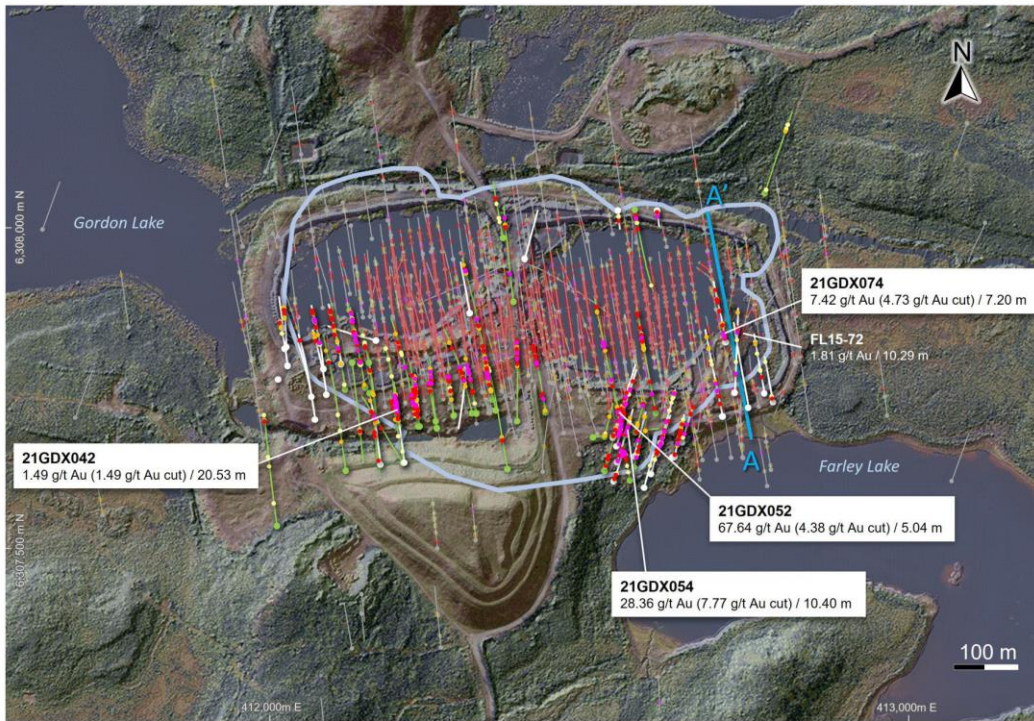 N
A'
Gordon Lake
6,308,000 m N
21GDX074
7.42 g/t Au (4.73 g/t Au cut) / 7.20 m
FL15-72
1.81 g/t Au / 10.29 m
21GDX042
1.49 g/t Au (1.49 g/t Au cut) / 20.53 m
A
Farley Lake
21GDX052
67.64 g/t Au (4.38 g/t Au cut) / 5.04 m
6,307,500 m N
21GDX054
28.36 g/t Au (7.77 g/t Au cut) / 10.40 m
100 m
412,000m E
413,000m E